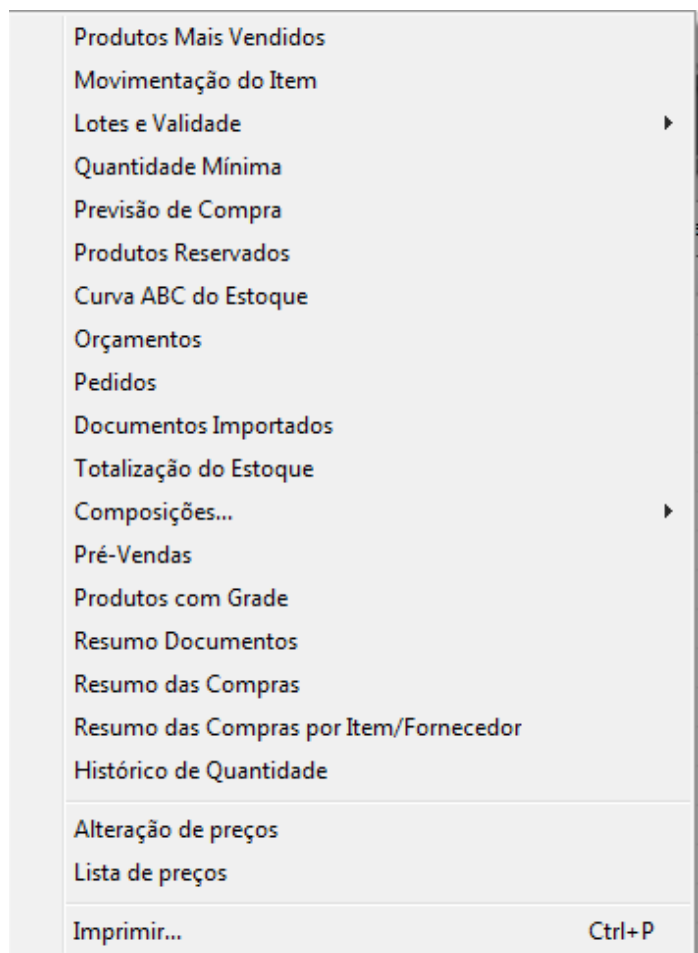 Produtos Mais Vendidos
Movimentação do Item
Lotes e Validade
Quantidade Mínima
Previsão de Compra
Produtos Reservados
Curva ABC do Estoque
Orçamentos
Pedidos
Documentos Importados
Totalização do Estoque
Composições...
Pré-Vendas
Produtos com Grade
Resumo Documentos
Resumo das Compras
Resumo das Compras por Item/Fornecedor
Histórico de Quantidade
Alteração de preços
Lista de preços
Imprimir... Ctrl+P